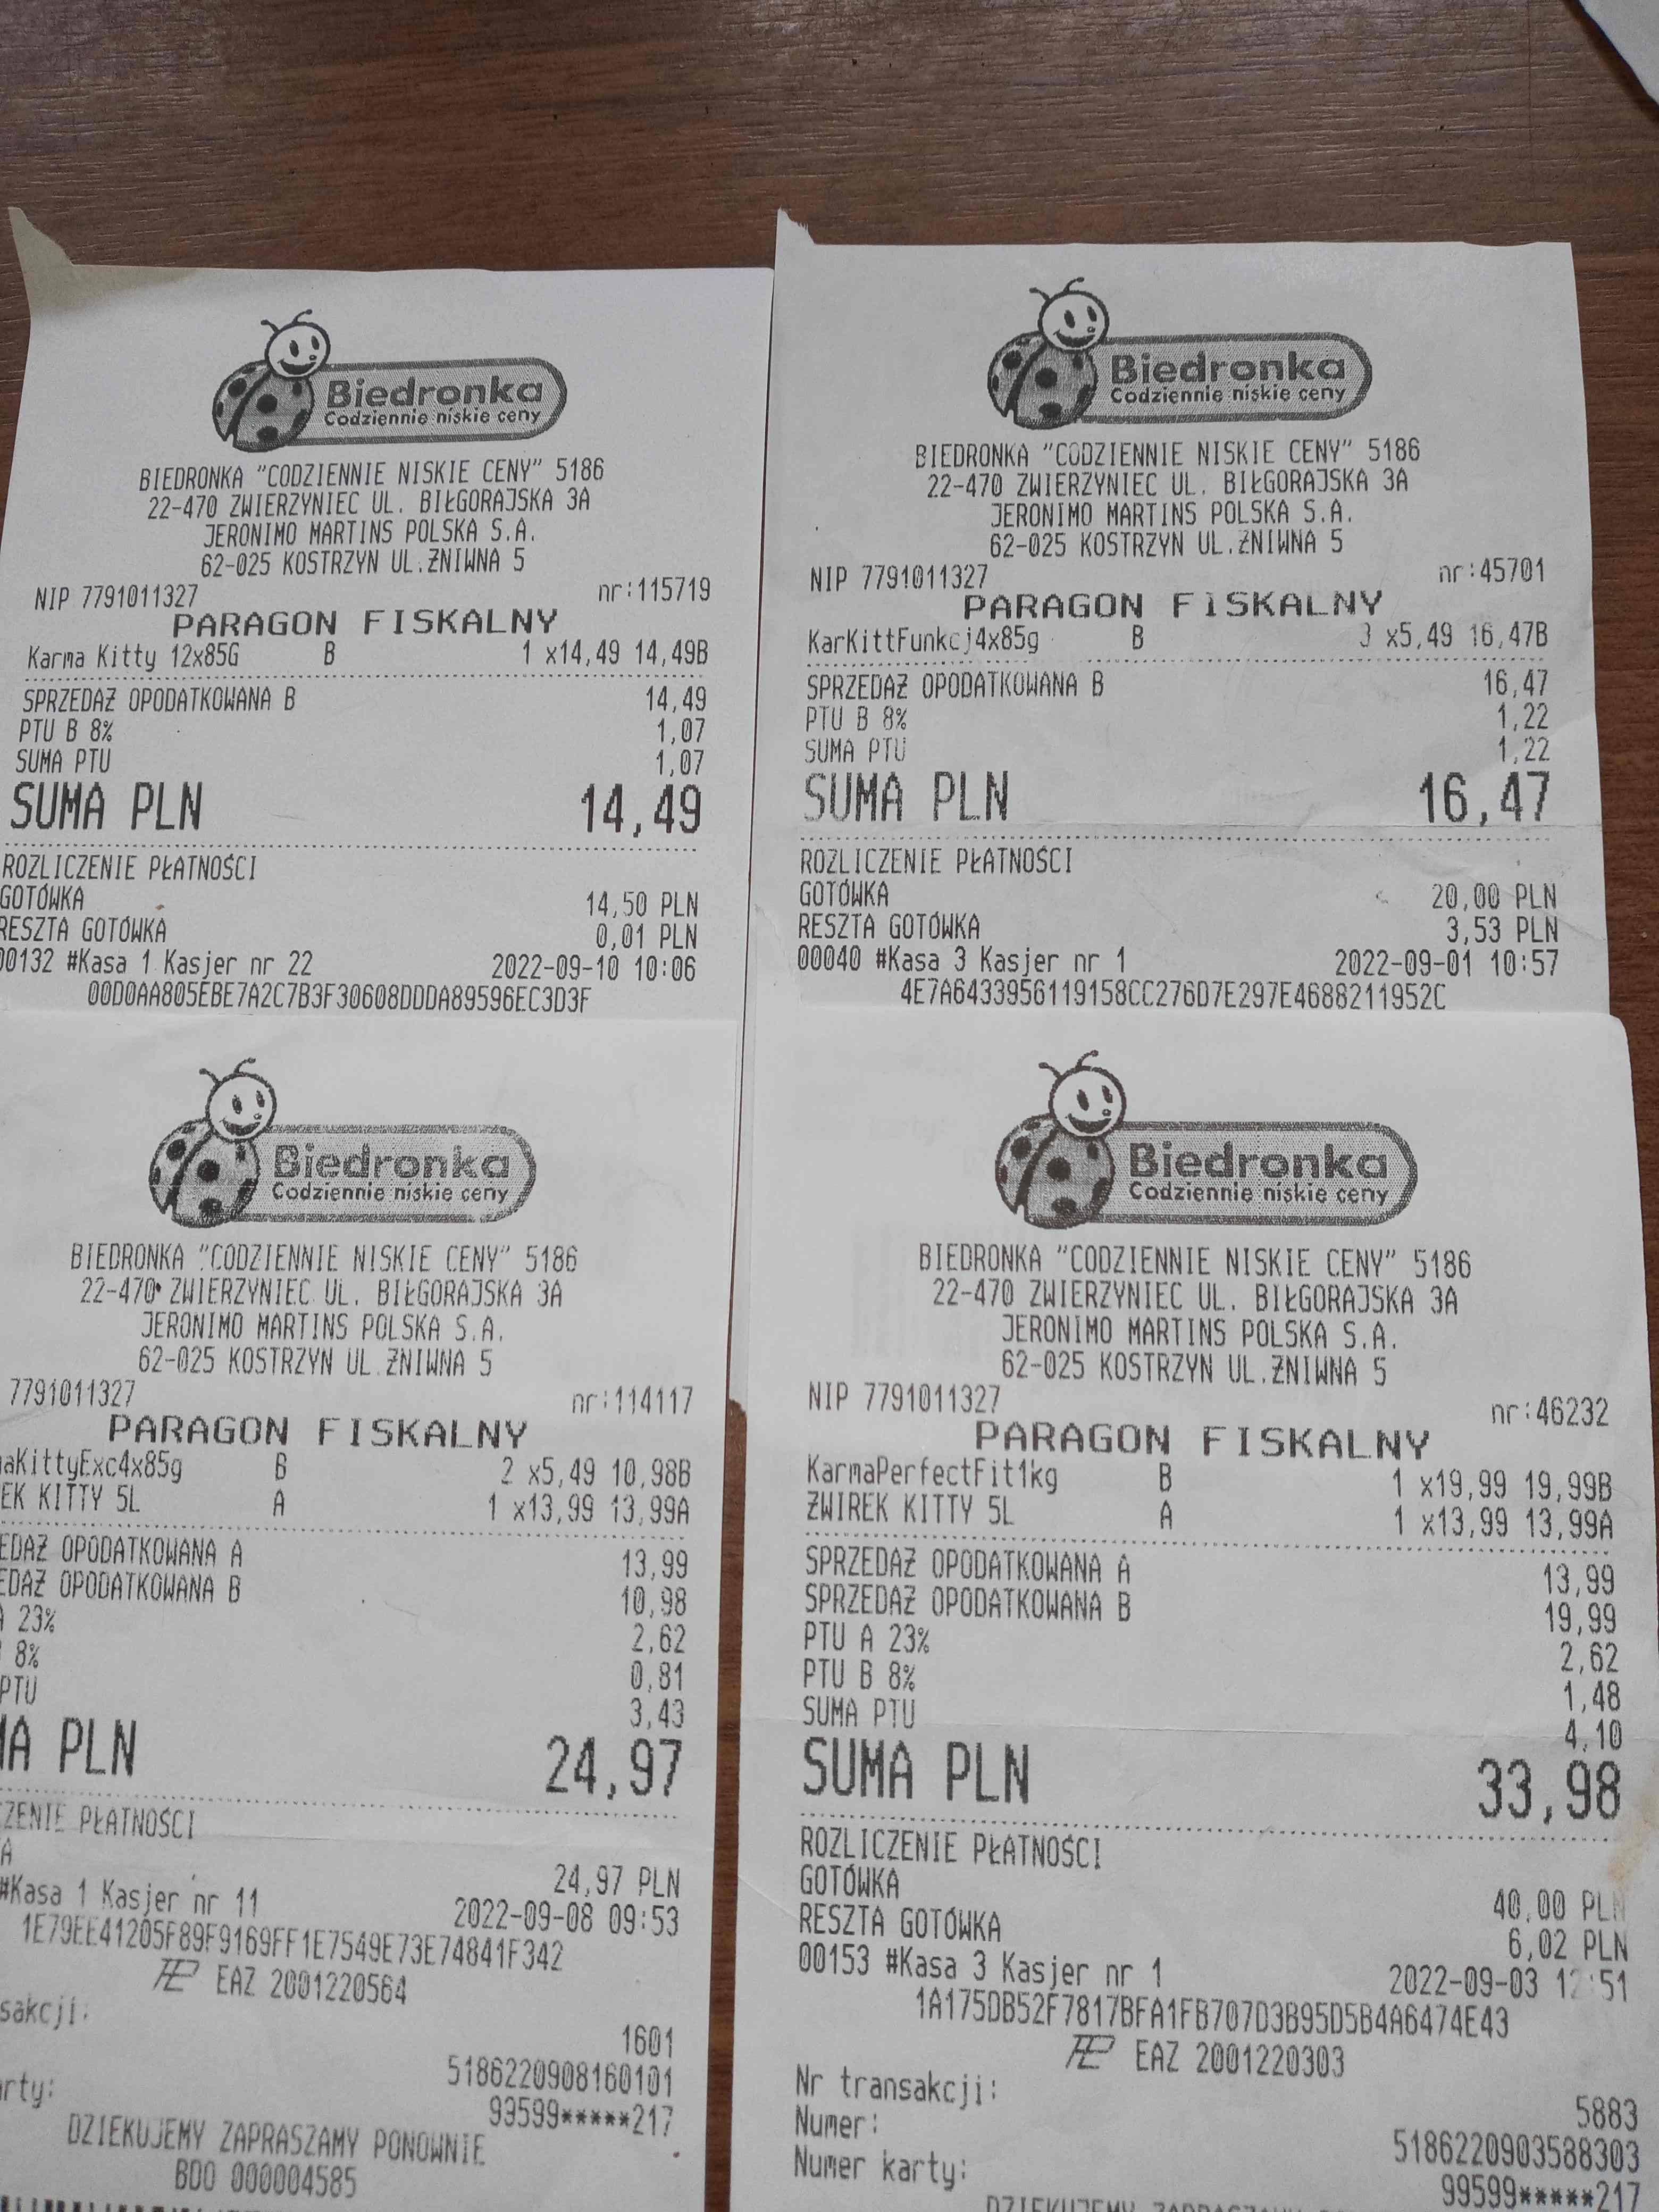 Biedronka
Codziennie niskie ceny
BIEDRONKA "CODZIENNIE NISKIE CENY" 5186
22-470 ZWIERZYNIEC UL. BIŁGORAJSKA 3A
JERONIMO MARTINS POLSKA S.A.
62-025 KOSTRZYN UL.ŻNIWNA 5
NIP 7791011327 nr:115719
PARAGON FISKALNY
Karma Kitty 12x85G B 1 x14,49 14,49B
SPRZEDAŻ OPODATKOWANA B 14,49
PTU B 8% 1,07
SUMA PTU 1,07
SUMA PLN 14,49
ROZLICZENIE PŁATNOŚCI
GOTÓWKA 14,50 PLN
RESZTA GOTÓWKA 0,01 PLN
00132 #Kasa 1 Kasjer nr 22 2022-09-10 10:06
00D0AA805EBE7A2C7B3F30608DDDA89596EC3D3F
Biedronka
Codziennie niskie ceny
BIEDRONKA "CODZIENNIE NISKIE CENY" 5186
22-470 ZWIERZYNIEC UL. BIŁGORAJSKA 3A
JERONIMO MARTINS POLSKA S.A.
62-025 KOSTRZYN UL.ŻNIWNA 5
NIP 7791011327 nr:45701
PARAGON FISKALNY
KarKittFunkcj4x85g B 3 x5,49 16,47B
SPRZEDAŻ OPODATKOWANA B 16,47
PTU B 8% 1,22
SUMA PTU 1,22
SUMA PLN 16,47
ROZLICZENIE PŁATNOŚCI
GOTÓWKA 20,00 PLN
RESZTA GOTÓWKA 3,53 PLN
00040 #Kasa 3 Kasjer nr 1 2022-09-01 10:57
4E7A6433956119158CC276D7E297E4688211952C
Biedronka
Codziennie niskie ceny
BIEDRONKA "CODZIENNIE NISKIE CENY" 5186
22-470 ZWIERZYNIEC UL. BIŁGORAJSKA 3A
JERONIMO MARTINS POLSKA S.A.
62-025 KOSTRZYN UL.ŻNIWNA 5
7791011327 nr:114117
PARAGON FISKALNY
aKittyExc4x85g B 2 x5,49 10,98B
EK KITTY 5L A 1 x13,99 13,99A
EDAŻ OPODATKOWANA A 13,99
EDAŻ OPODATKOWANA B 10,98
A 23% 2,62
8% 0,81
PTU 3,43
MA PLN 24,97
ZENIE PŁATNOŚCI
A 24,97 PLN
#Kasa 1 Kasjer nr 11 2022-09-08 09:53
1E79EE41205F89F9169FF1E7549E73E74841F342
EAZ 2001220564
sakcji: 1601
5186220908160101
rty: 99599*****217
DZIEKUJEMY ZAPRASZAMY PONOWNIE
BDO 000004585
Biedronka
Codziennie niskie ceny
BIEDRONKA "CODZIENNIE NISKIE CENY" 5186
22-470 ZWIERZYNIEC UL. BIŁGORAJSKA 3A
JERONIMO MARTINS POLSKA S.A.
62-025 KOSTRZYN UL.ŻNIWNA 5
NIP 7791011327 nr:46232
PARAGON FISKALNY
KarmaPerfectFit1kg B 1 x19,99 19,99B
ŻWIREK KITTY 5L A 1 x13,99 13,99A
SPRZEDAŻ OPODATKOWANA A 13,99
SPRZEDAŻ OPODATKOWANA B 19,99
PTU A 23% 2,62
PTU B 8% 1,48
SUMA PTU 4,10
SUMA PLN 33,98
ROZLICZENIE PŁATNOŚCI
GOTÓWKA 40,00 PLN
RESZTA GOTÓWKA 6,02 PLN
00153 #Kasa 3 Kasjer nr 1 2022-09-03
1A175DB52F7817BFA1FB707D3B95D5B4A6474E43
EAZ 2001220303
Nr transakcji: 5883
Numer: 5186220903588303
Numer karty: 99599*****217